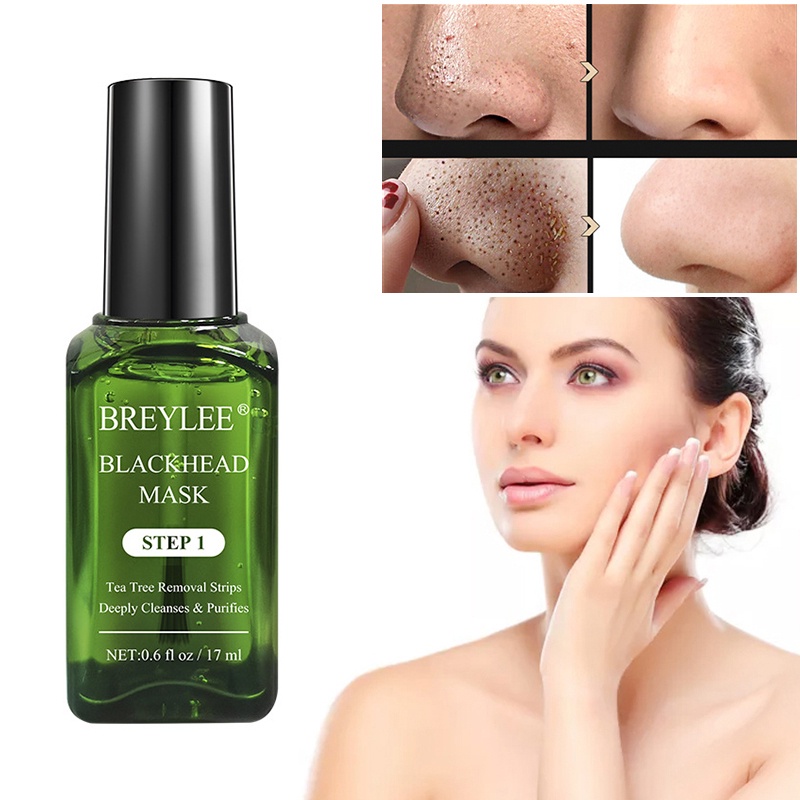 BREYLEE®
BLACKHEAD
MASK
STEP 1
Tea Tree Removal Strips
Deeply Cleanses & Purifies
NET:0.6 fl oz / 17 ml